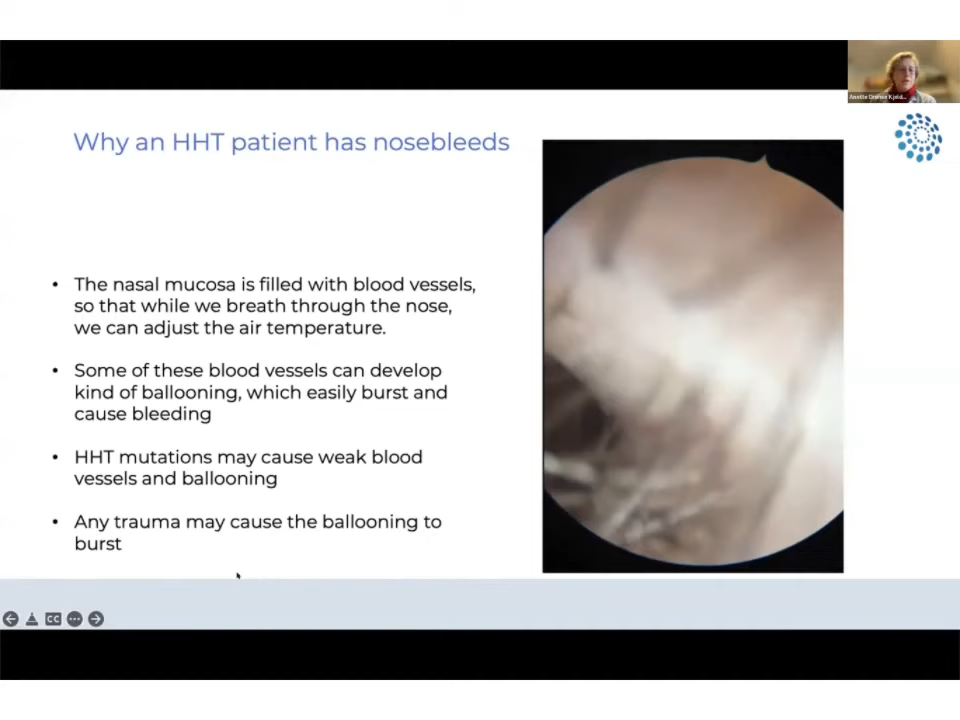 Why an HHT patient has nosebleeds
• The nasal mucosa is filled with blood vessels,
so that while we breath through the nose,
we can adjust the air temperature.
• Some of these blood vessels can develop
kind of ballooning, which easily burst and
cause bleeding
• HHT mutations may cause weak blood
vessels and ballooning
• Any trauma may cause the ballooning to
burst
CC